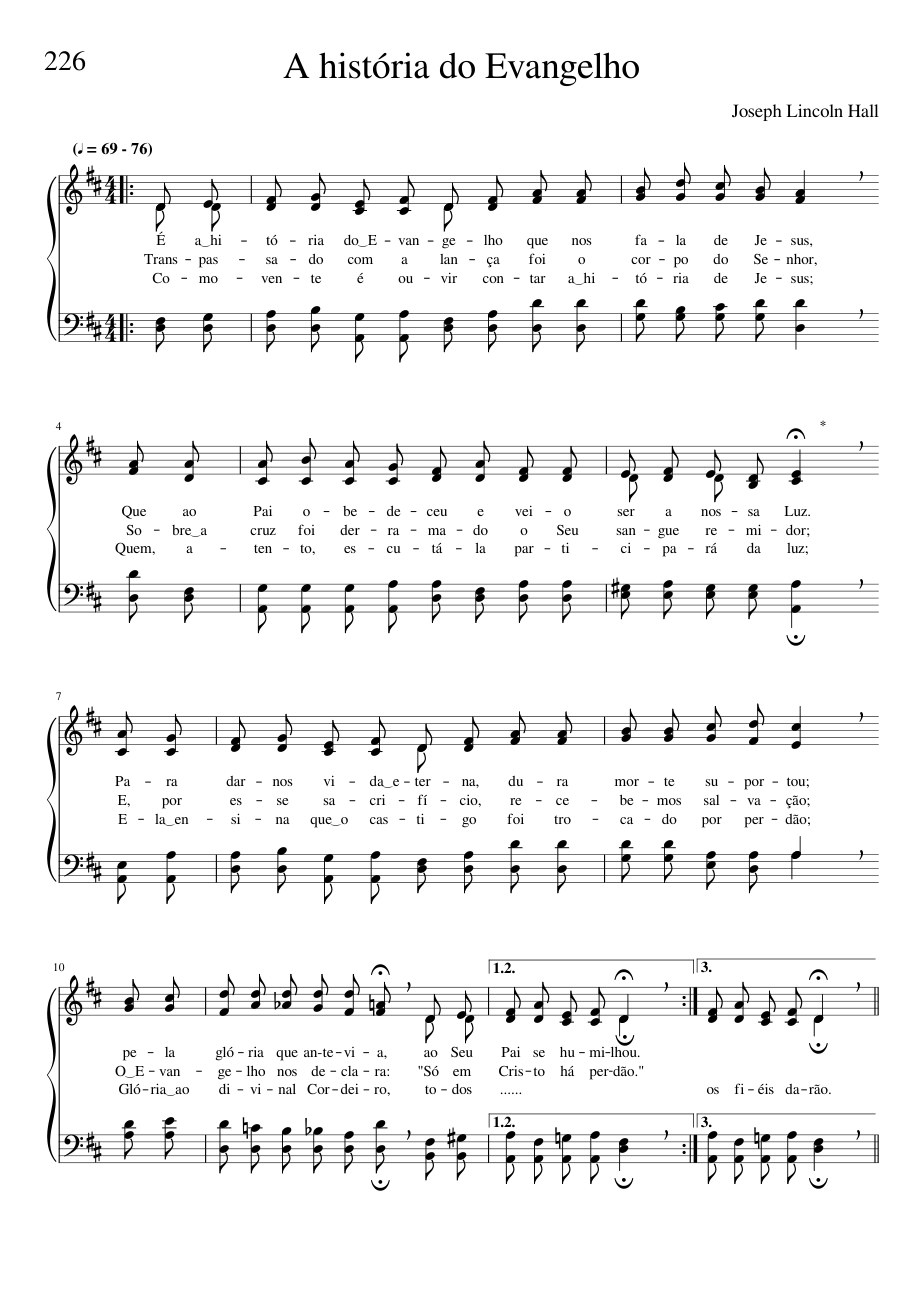 226
A história do Evangelho
Joseph Lincoln Hall
(♩ = 69 - 76)
É a_hi - tó - ria do_E - van - ge - lho que nos fa - la de Je - sus,
Trans - pas - sa - do com a lan - ça foi o cor - po do Se - nhor,
Co - mo - ven - te é ou - vir con - tar a_hi - tó - ria de Je - sus;
4
*
Que ao Pai o - be - de - ceu e vei - o ser a nos - sa Luz.
So - bre_a cruz foi der - ra - ma - do o Seu san - gue re - mi - dor;
Quem, a - ten - to, es - cu - tá - la par - ti - ci - pa - rá da luz;
7
Pa - ra dar - nos vi - da_e - ter - na, du - ra mor - te su - por - tou;
E, por es - se sa - cri - fí - cio, re - ce - be - mos sal - va - ção;
E - la_en - si - na que_o cas - ti - go foi tro - ca - do por per - dão;
10
1.2.
3.
pe - la gló - ria que an-te - vi - a, ao Seu Pai se hu - mi-lhou.
O_E - van - ge - lho nos de - cla - ra: "Só em Cris - to há per-dão."
Gló - ria_ao di - vi - nal Cor - dei - ro, to - dos ...... os fi - éis da - rão.
1.2.
3.